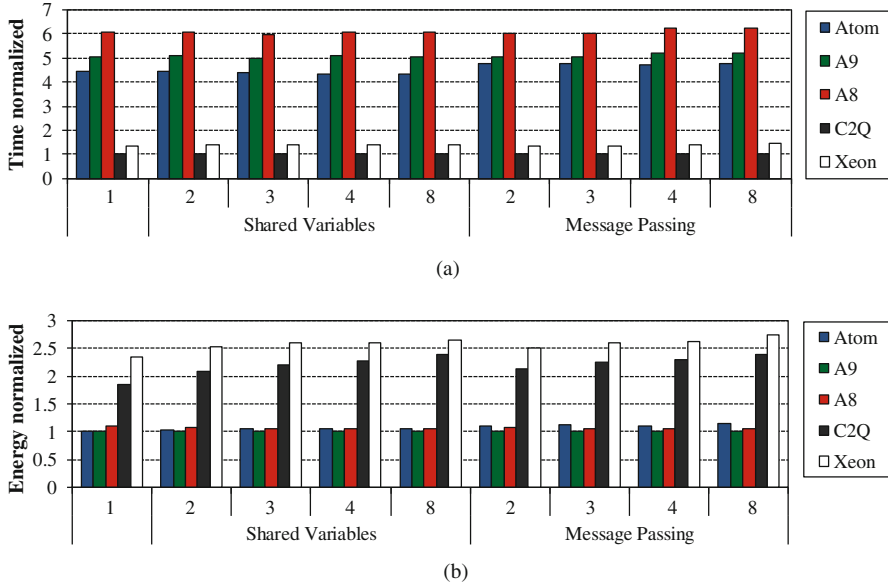 Time normalized
7
6
5
4
3
2
1
0
1 2 3 4 8 2 3 4 8
Shared Variables Message Passing
Atom
A9
A8
C2Q
Xeon
(a)
Energy normalized
3
2.5
2
1.5
1
0.5
0
1 2 3 4 8 2 3 4 8
Shared Variables Message Passing
Atom
A9
A8
C2Q
Xeon
(b)